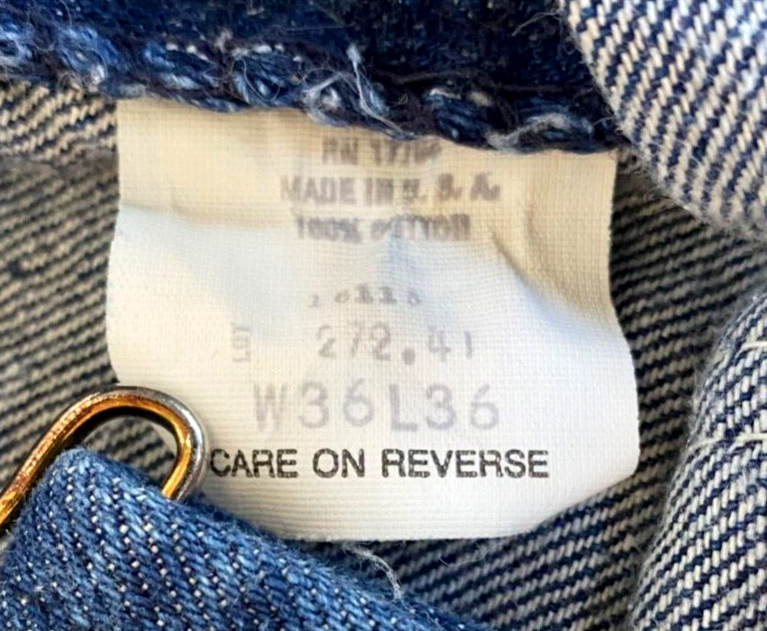 MADE IN U. S. A.
100% COTTON
272.41
W36L36
CARE ON REVERSE